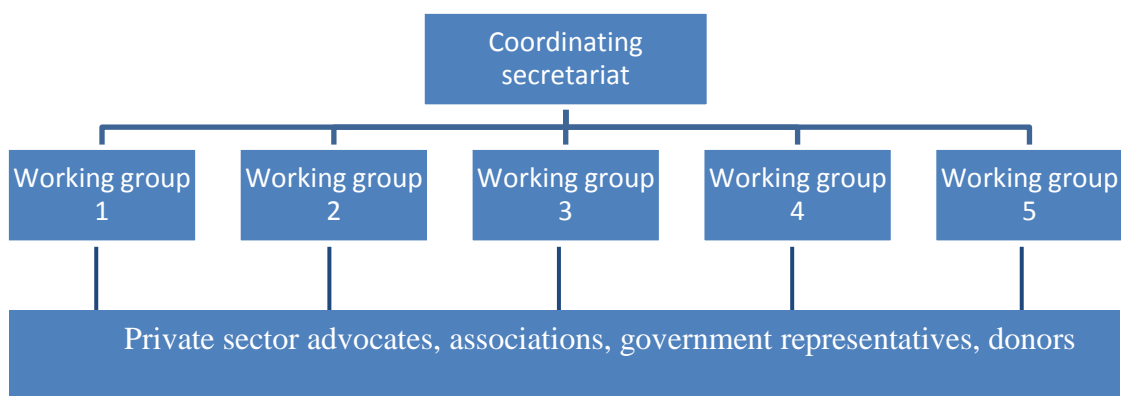 Coordinating
secretariat
Working group
1
Working group
2
Working group
3
Working group
4
Working group
5
Private sector advocates, associations, government representatives, donors